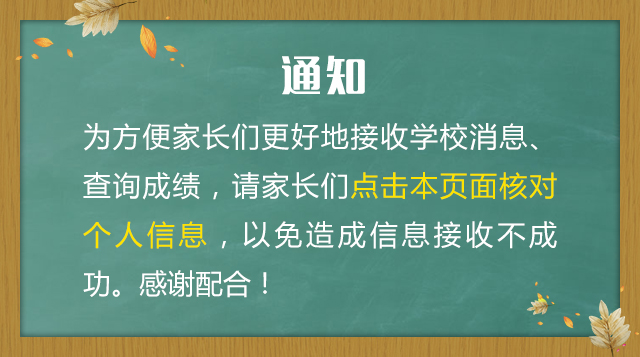 通知
为方便家长们更好地接收学校消息、
查询成绩，请家长们点击本页面核对
个人信息，以免造成信息接收不成
功。感谢配合！